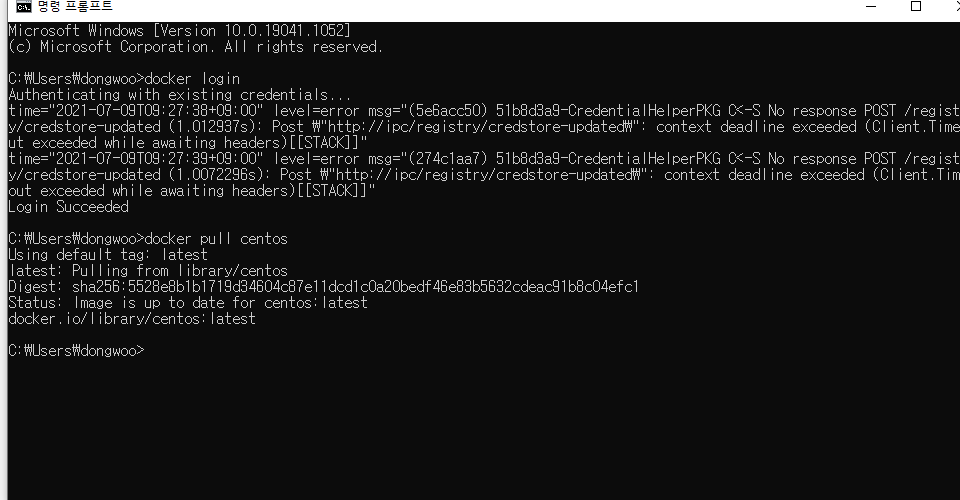 명령 프롬프트
Microsoft Windows [Version 10.0.19041.1052]
(c) Microsoft Corporation. All rights reserved.
C:₩Users₩dongwoo>docker login
Authenticating with existing credentials...
time="2021-07-09T09:27:38+09:00" level=error msg="(5e6acc50) 51b8d3a9-CredentialHelperPKG C<-S No response POST /regist
y/credstore-updated (1.012937s): Post ₩"http://ipc/registry/credstore-updated₩": context deadline exceeded (Client.Time
ut exceeded while awaiting headers)[[STACK]]"
time="2021-07-09T09:27:39+09:00" level=error msg="(274c1aa7) 51b8d3a9-CredentialHelperPKG C<-S No response POST /regist
y/credstore-updated (1.0072296s): Post ₩"http://ipc/registry/credstore-updated₩": context deadline exceeded (Client.Tim
out exceeded while awaiting headers)[[STACK]]"
Login Succeeded
C:₩Users₩dongwoo>docker pull centos
Using default tag: latest
latest: Pulling from library/centos
Digest: sha256:5528e8b1b1719d34604c87e11dcd1c0a20bedf46e83b5632cdeac91b8c04efc1
Status: Image is up to date for centos:latest
docker.io/library/centos:latest
C:₩Users₩dongwoo>